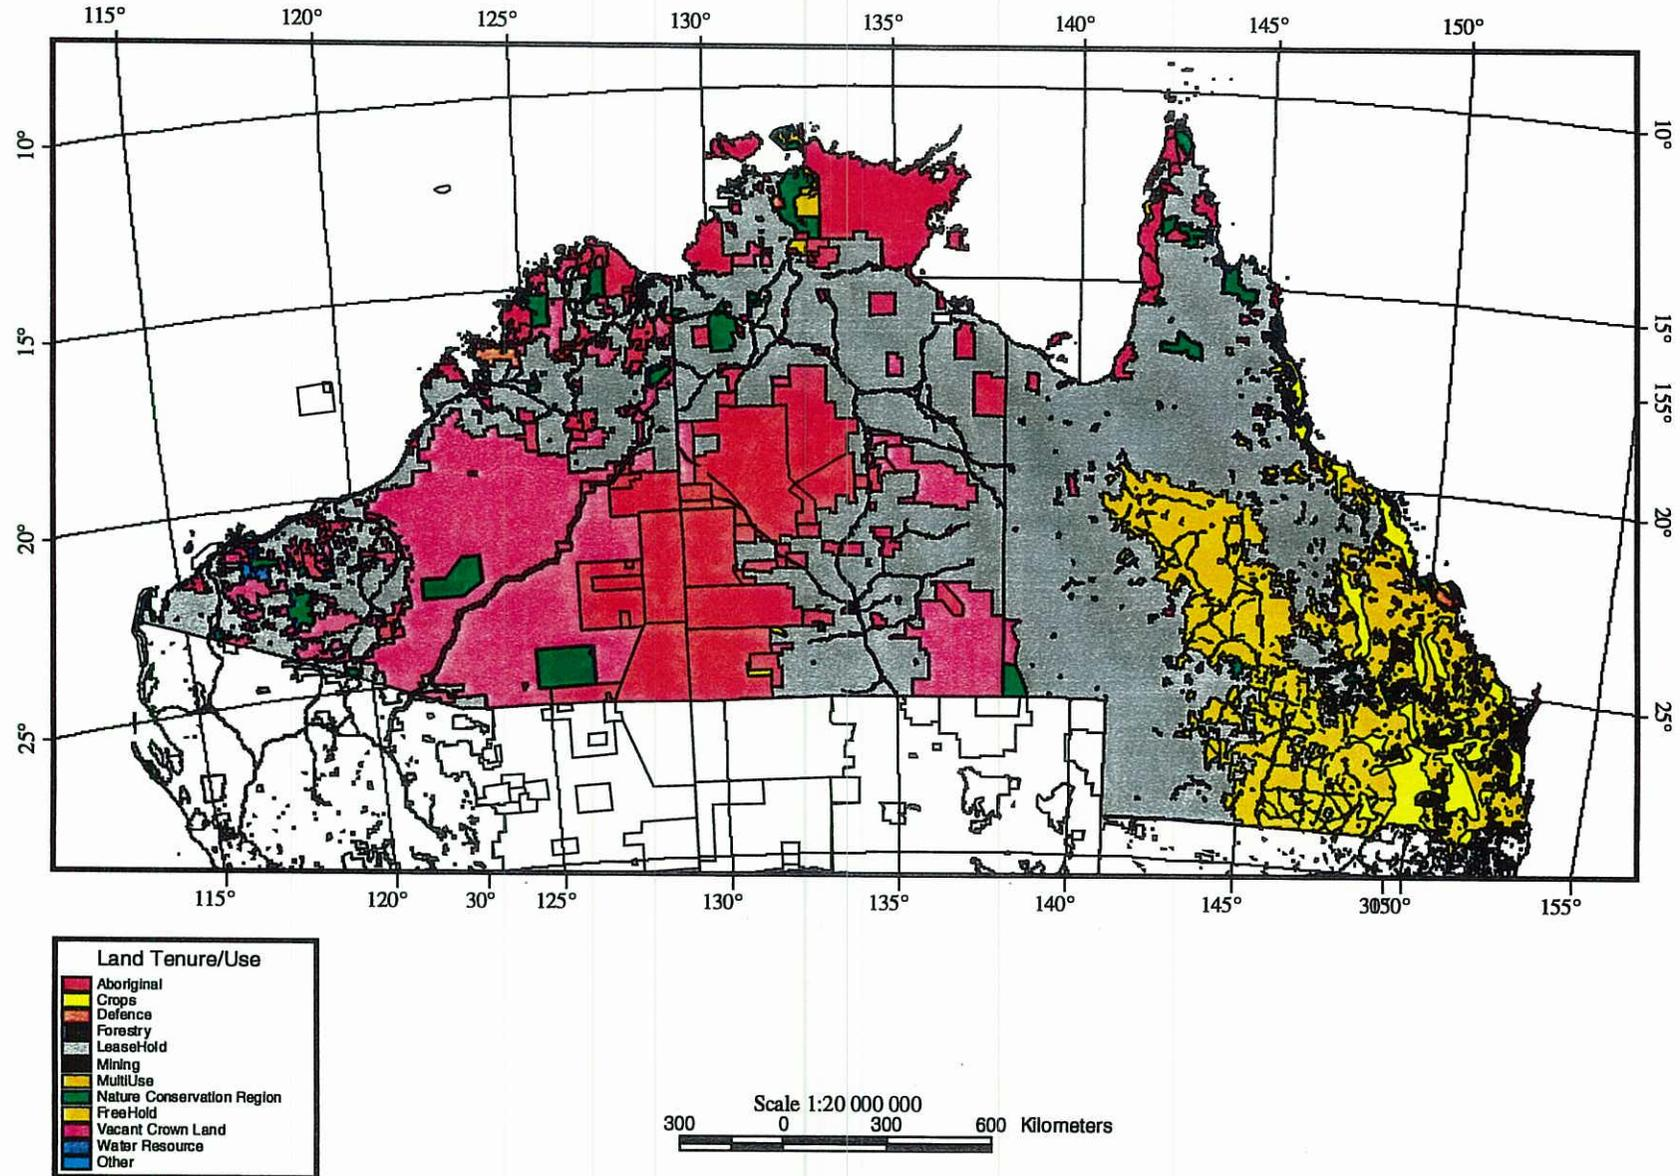 115° 120° 125° 130° 135° 140° 145° 150°
10° 10°
15° 15°
155°
20° 20°
25° 25°
115° 120° 30° 125° 130° 135° 140° 145° 150° 155°
Land Tenure/Use
Aboriginal
Crops
Defence
Forestry
LeaseHold
Mining
MultiUse
Nature Conservation Region
FreeHold
Vacant Crown Land
Water Resource
Other
Scale 1:20 000 000
300 0 300 600 Kilometers